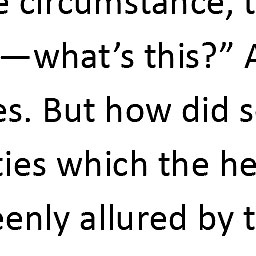 e circumstance, t
—what’s this?” A
es. But how did s
ties which the he
eenly allured by t